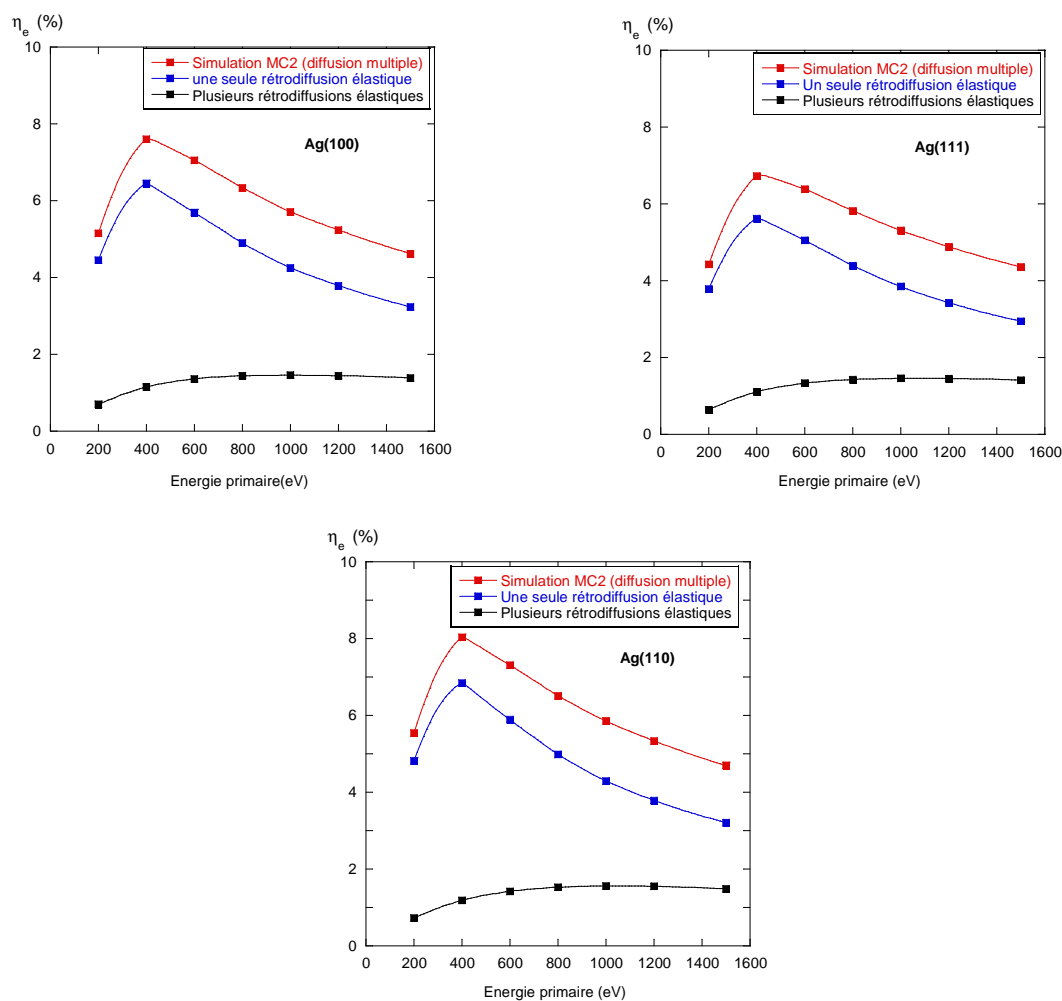 η_e (%)
10
8
6
4
2
0
Simulation MC2 (diffusion multiple)
une seule rétrodiffusion élastique
Plusieurs rétrodiffusions élastiques
Ag(100)
0 200 400 600 800 1000 1200 1400 1600
Energie primaire(eV)
η_e (%)
10
8
6
4
2
0
Simulation MC2 (diffusion multiple)
Un seule rétrodiffusion élastique
Plusieurs rétrodiffusions élastiques
Ag(111)
0 200 400 600 800 1000 1200 1400 1600
Energie primaire (eV)
η_e (%)
10
8
6
4
2
0
Simulation MC2 (diffusion multiple)
Une seule rétrodiffusion élastique
Plusieurs rétrodiffusions élastiques
Ag(110)
0 200 400 600 800 1000 1200 1400 1600
Energie primaire (eV)